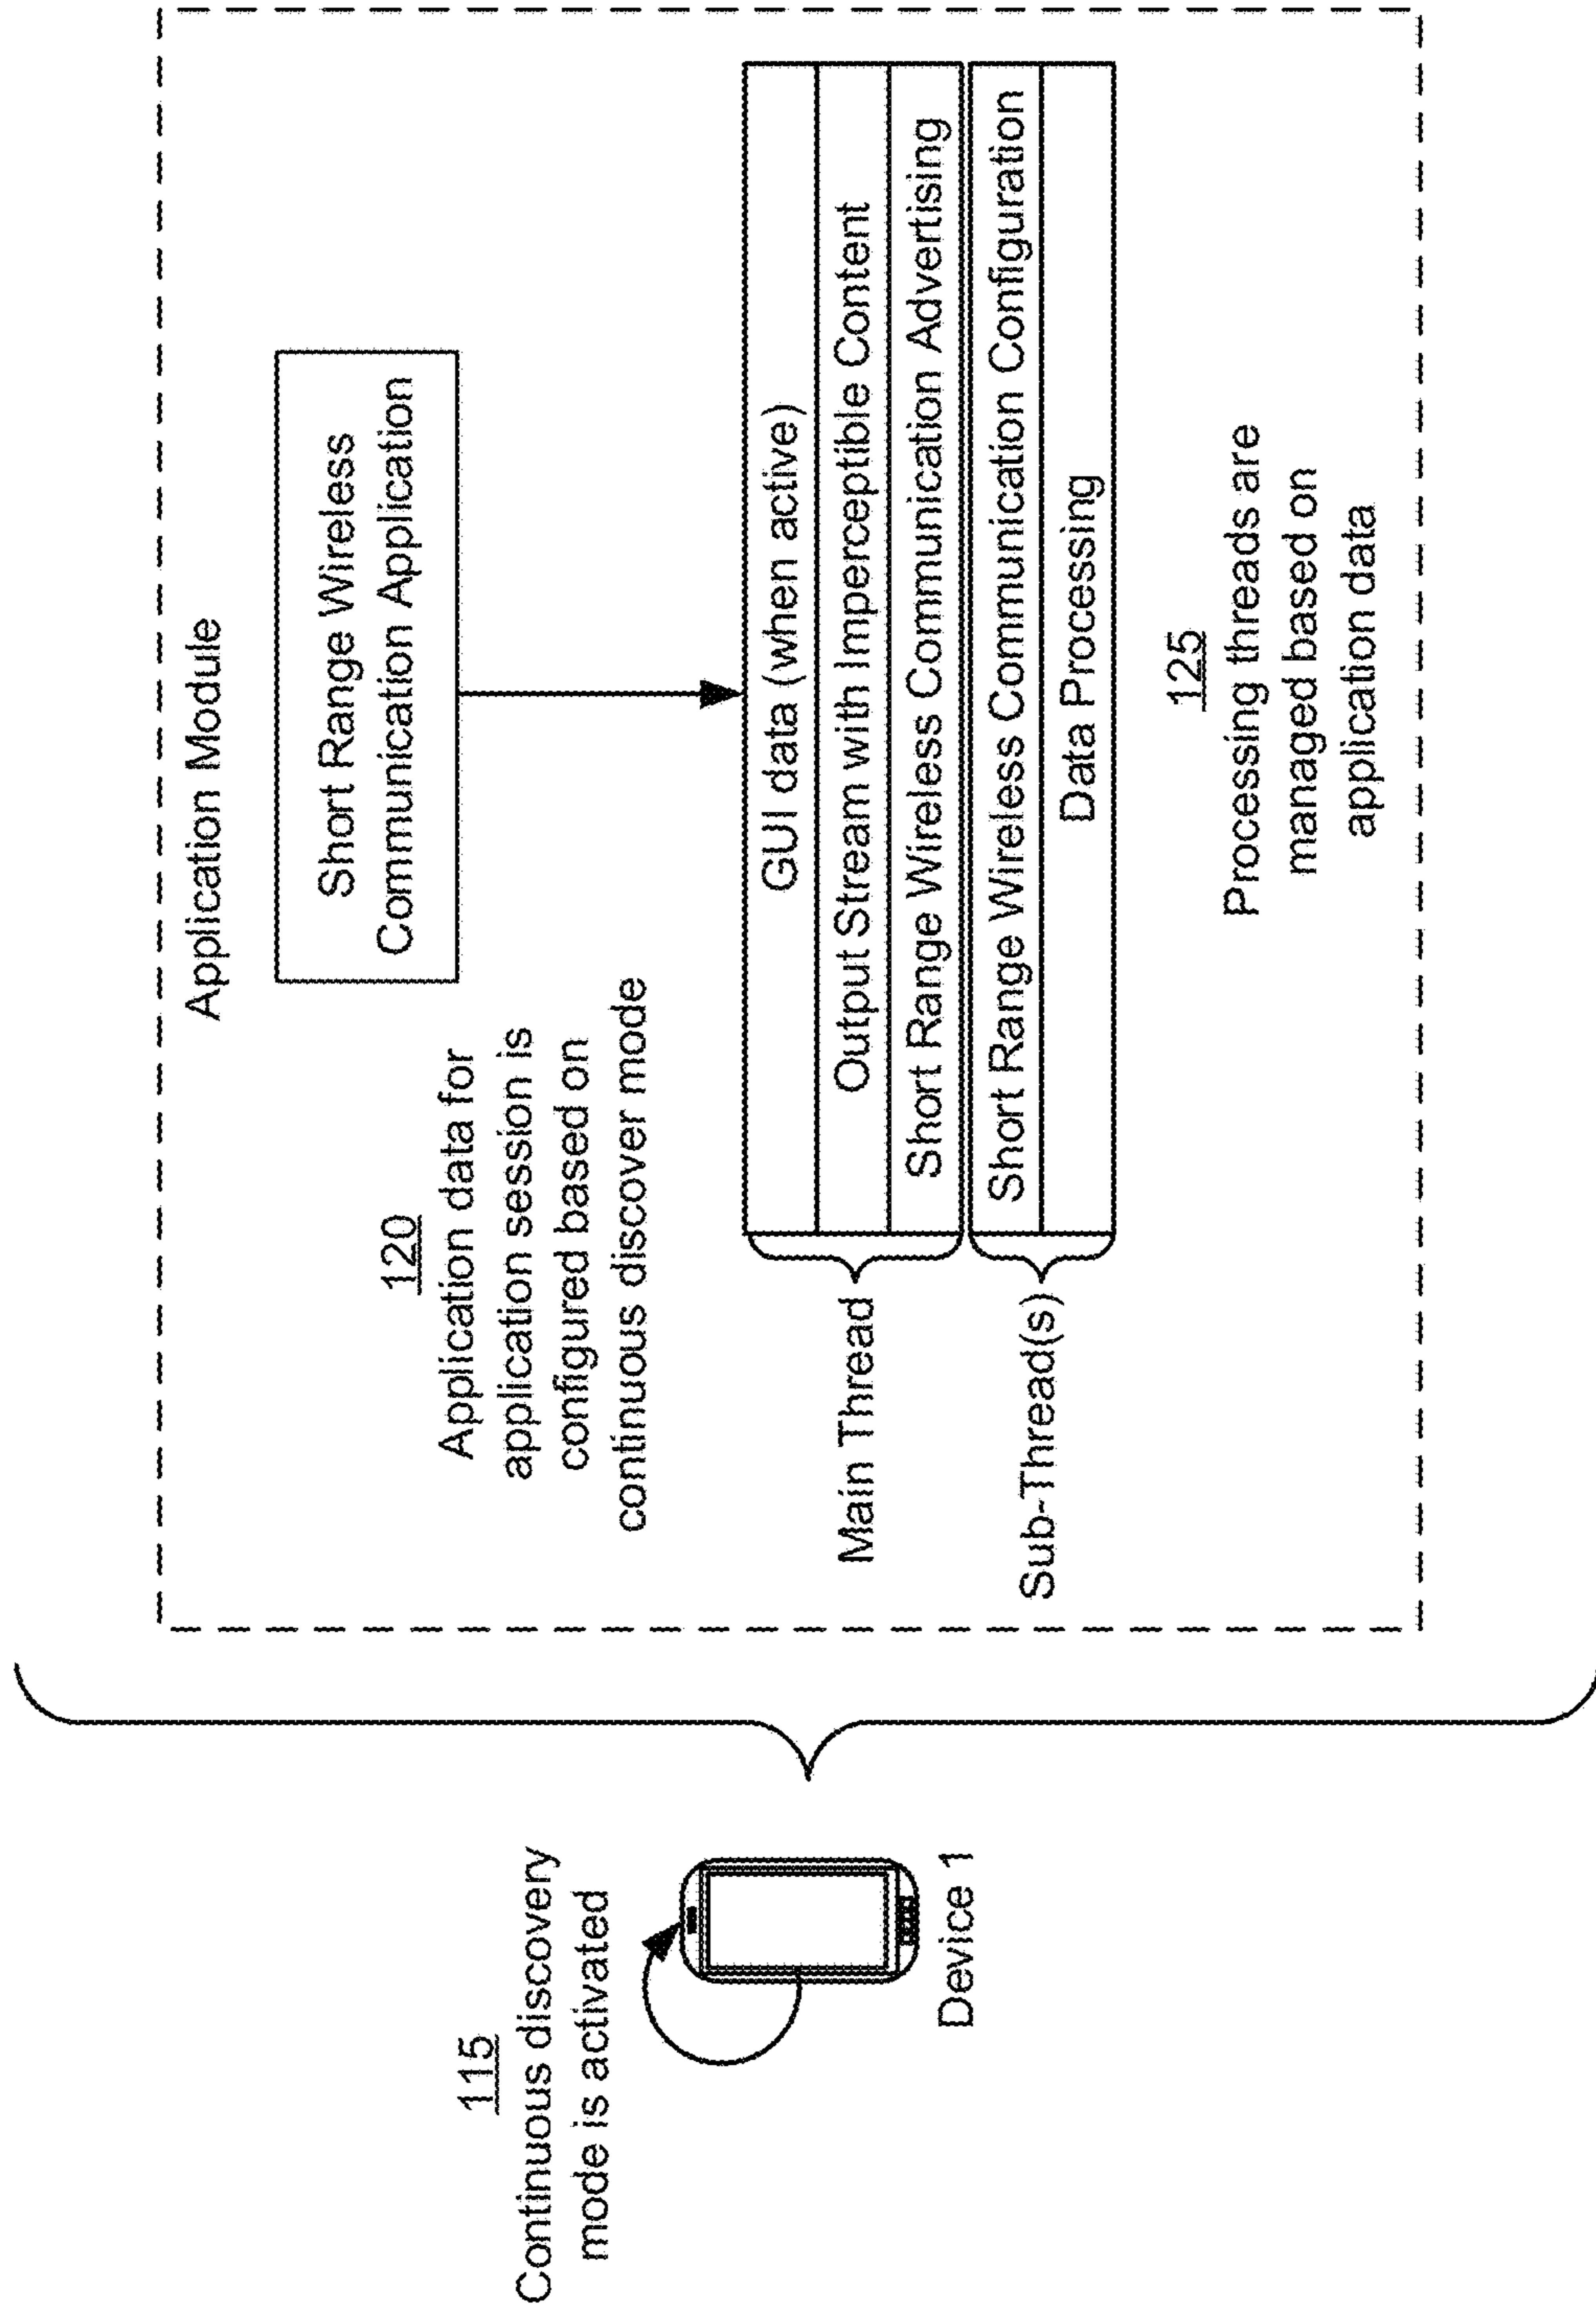 115
Continuous discovery
mode is activated
Device 1
Application Module
Short Range Wireless
Communication Application
120
Application data for
application session is
configured based on
continuous discover mode
Main Thread
GUI data (when active)
Output Stream with Imperceptible Content
Short Range Wireless Communication Advertising
Sub-Thread(s)
Short Range Wireless Communication Configuration
Data Processing
125
Processing threads are
managed based on
application data